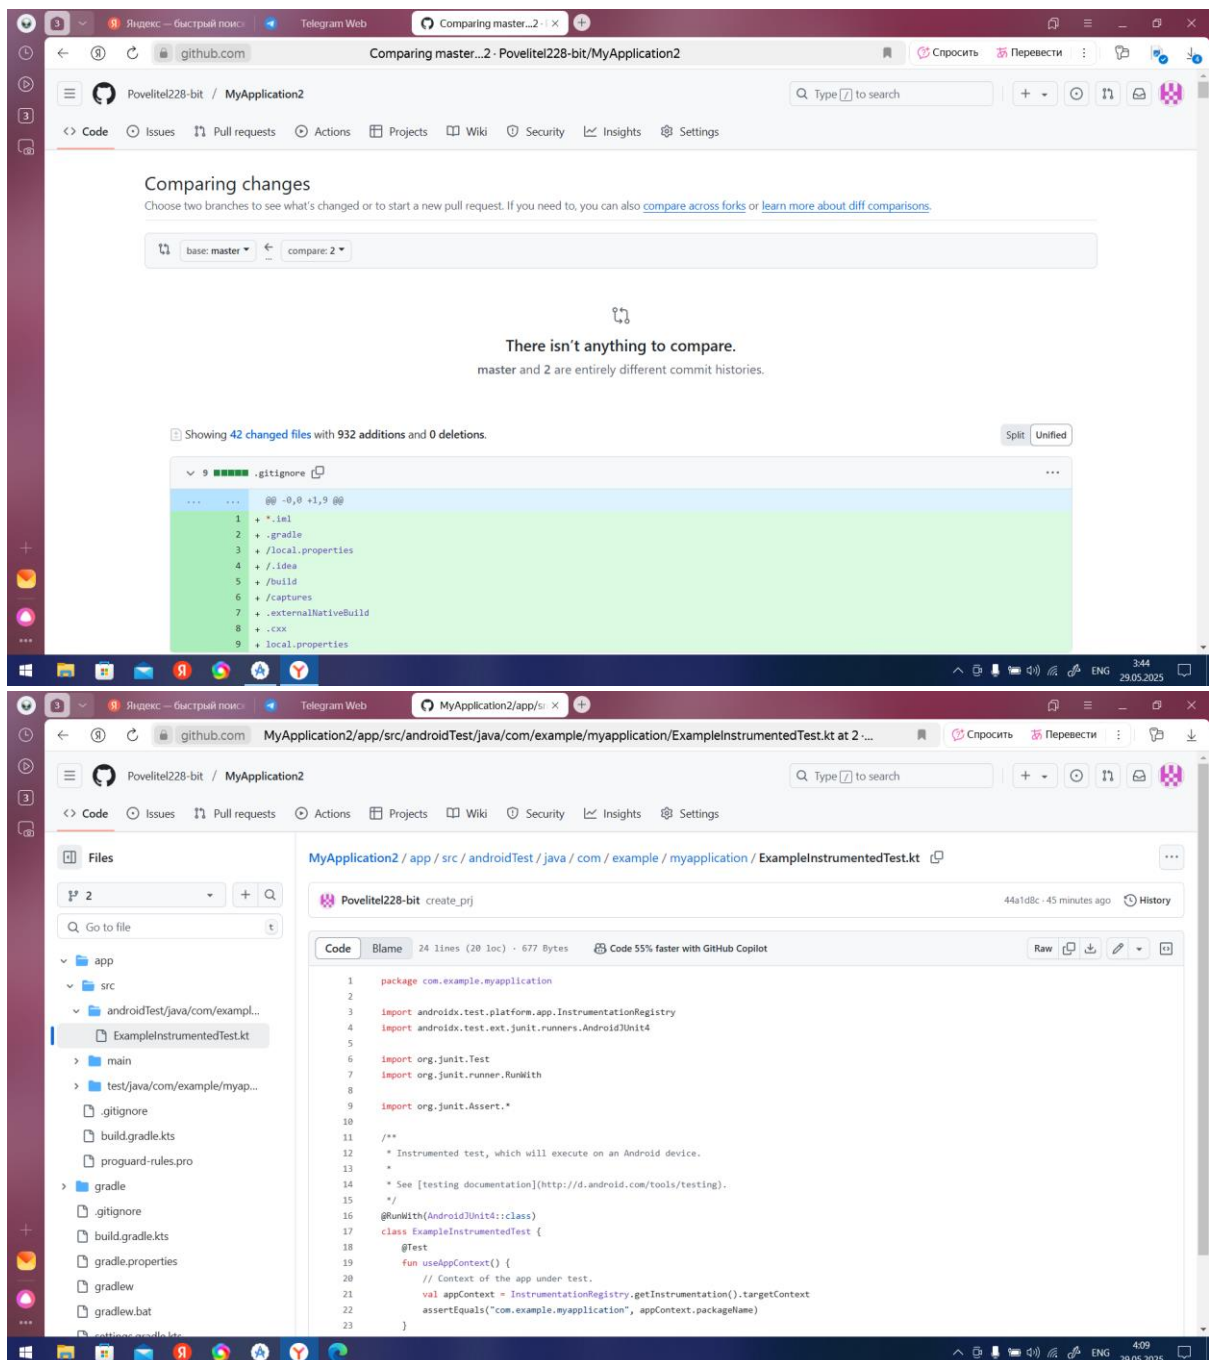 3 Яндекс — быстрый поиск Telegram Web Comparing master...2 ·
github.com Comparing master...2 · Povelitel228-bit/MyApplication2 Спросить Перевести
Povelitel228-bit / MyApplication2 Type / to search
3
<> Code Issues Pull requests Actions Projects Wiki Security Insights Settings
Comparing changes
Choose two branches to see what's changed or to start a new pull request. If you need to, you can also compare across forks or learn more about diff comparisons.
base: master ← compare: 2
...
There isn't anything to compare.
master and 2 are entirely different commit histories.
Showing 42 changed files with 932 additions and 0 deletions.
Split Unified
9 .gitignore ...
... ... @@ -0,0 +1,9 @@
1 + *.iml
2 + .gradle
3 + /local.properties
4 + /.idea
5 + /build
6 + /captures
7 + .externalNativeBuild
8 + .cxx
9 + local.properties
ENG 3:44
29.05.2025
3 Яндекс — быстрый поиск Telegram Web MyApplication2/app/sr
github.com MyApplication2/app/src/androidTest/java/com/example/myapplication/ExampleInstrumentedTest.kt at 2 ·... Спросить Перевести
Povelitel228-bit / MyApplication2 Type / to search
3
<> Code Issues Pull requests Actions Projects Wiki Security Insights Settings
Files
MyApplication2 / app / src / androidTest / java / com / example / myapplication / ExampleInstrumentedTest.kt ...
2
Povelitel228-bit create_prj 44a1d8c · 45 minutes ago History
Go to file t
Code Blame 24 lines (20 loc) · 677 Bytes Code 55% faster with GitHub Copilot Raw
app
src
androidTest/java/com/exampl...
ExampleInstrumentedTest.kt
main
test/java/com/example/myap...
.gitignore
build.gradle.kts
proguard-rules.pro
gradle
.gitignore
build.gradle.kts
gradle.properties
gradlew
gradlew.bat
settings.gradle.kts
1 package com.example.myapplication
2
3 import androidx.test.platform.app.InstrumentationRegistry
4 import androidx.test.ext.junit.runners.AndroidJUnit4
5
6 import org.junit.Test
7 import org.junit.runner.RunWith
8
9 import org.junit.Assert.*
10
11 /**
12 * Instrumented test, which will execute on an Android device.
13 *
14 * See [testing documentation](http://d.android.com/tools/testing).
15 */
16 @RunWith(AndroidJUnit4::class)
17 class ExampleInstrumentedTest {
18 @Test
19 fun useAppContext() {
20 // Context of the app under test.
21 val appContext = InstrumentationRegistry.getInstrumentation().targetContext
22 assertEquals("com.example.myapplication", appContext.packageName)
23 }
ENG 4:09
29.05.2025